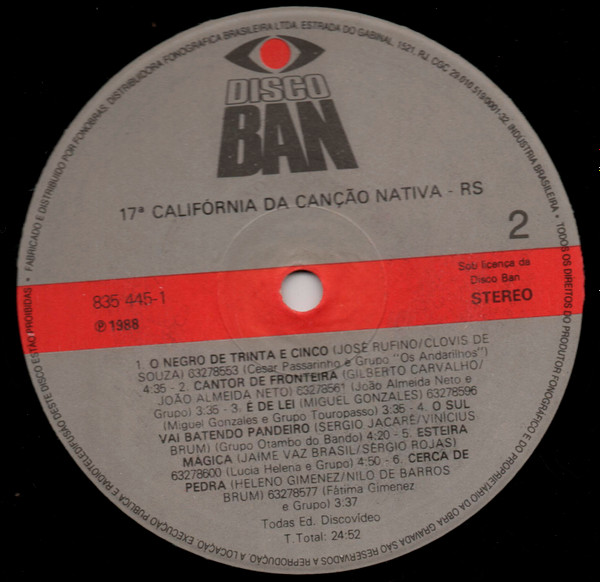 DISCO
BAN
17ª CALIFÓRNIA DA CANÇÃO NATIVA - RS
2
835 445-1
℗ 1988
Sob licença da
Disco Ban
STEREO
1. O NEGRO DE TRINTA E CINCO (JOSÉ RUFINO/CLOVIS DE
SOUZA) 63278553 (César Passarinho e Grupo "Os Andarilhos")
4:35 - 2. CANTOR DE FRONTEIRA (GILBERTO CARVALHO/
JOÃO ALMEIDA NETO) 63278561 (João Almeida Neto e
Grupo) 3:35 - 3. É DE LEI (MIGUEL GONZALES) 63278596
(Miguel Gonzales e Grupo Touropasso) 3:35 - 4. O SUL
VAI BATENDO PANDEIRO (SERGIO JACARÉ/VINÍCIUS
BRUM) (Grupo Otambo do Bando) 4:20 - 5. ESTEIRA
MÁGICA (JAIME VAZ BRASIL/SÉRGIO ROJAS)
63278600 (Lucia Helena e Grupo) 4:50 - 6. CERCA DE
PEDRA (HELENO GIMENEZ/NILO DE BARROS
BRUM) 63278577 (Fátima Gimenez
e Grupo) 3:37
Todas Ed. Discovídeo
T. Total: 24:52
• FABRICADO E DISTRIBUIDO POR FONOBRAS, DISTRIBUIDORA FONOGRAFICA BRASILEIRA LTDA. ESTRADA DO GABINAL, 1521, RJ, CGC 29.910.519/0001-32, INDÚSTRIA BRASILEIRA • TODOS OS DIREITOS DO PRODUTOR FONOGRÁFICO E DO PROPRIETÁRIO DA OBRA GRAVADA SÃO RESERVADOS A REPRODUÇÃO, A LOCAÇÃO, EXECUÇÃO PUBLICA E RADIOTELEDIFUSÃO DESTE DISCO ESTÃO PROIBIDAS